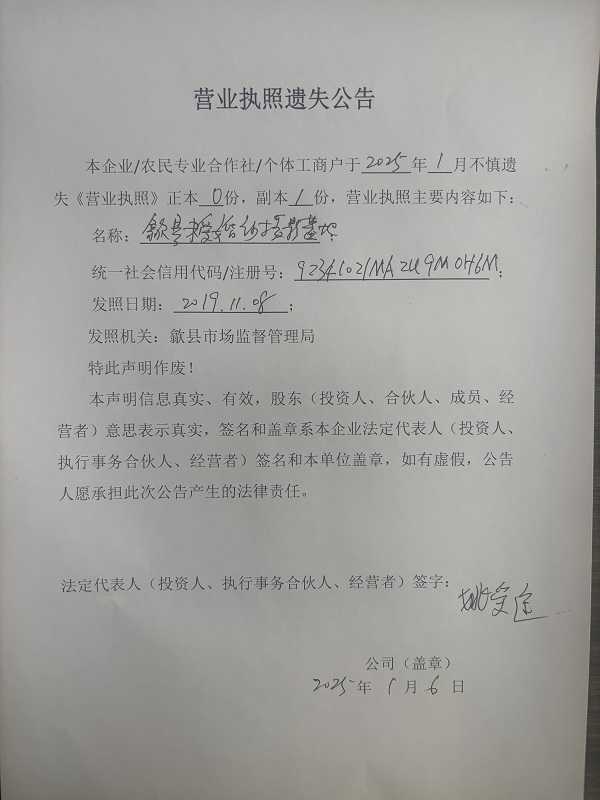 营业执照遗失公告
本企业/农民专业合作社/个体工商户于2025年1月不慎遗
失《营业执照》正本0份，副本1份，营业执照主要内容如下：
名称：歙县
统一社会信用代码/注册号：92341021MA2U9M0H6M；
发照日期：2019.11.08；
发照机关：歙县市场监督管理局
特此声明作废！
本声明信息真实、有效，股东（投资人、合伙人、成员、经
营者）意思表示真实，签名和盖章系本企业法定代表人（投资人、
执行事务合伙人、经营者）签名和本单位盖章，如有虚假，公告
人愿承担此次公告产生的法律责任。
法定代表人（投资人、执行事务合伙人、经营者）签字：姚
公司（盖章）
2025年1月6日